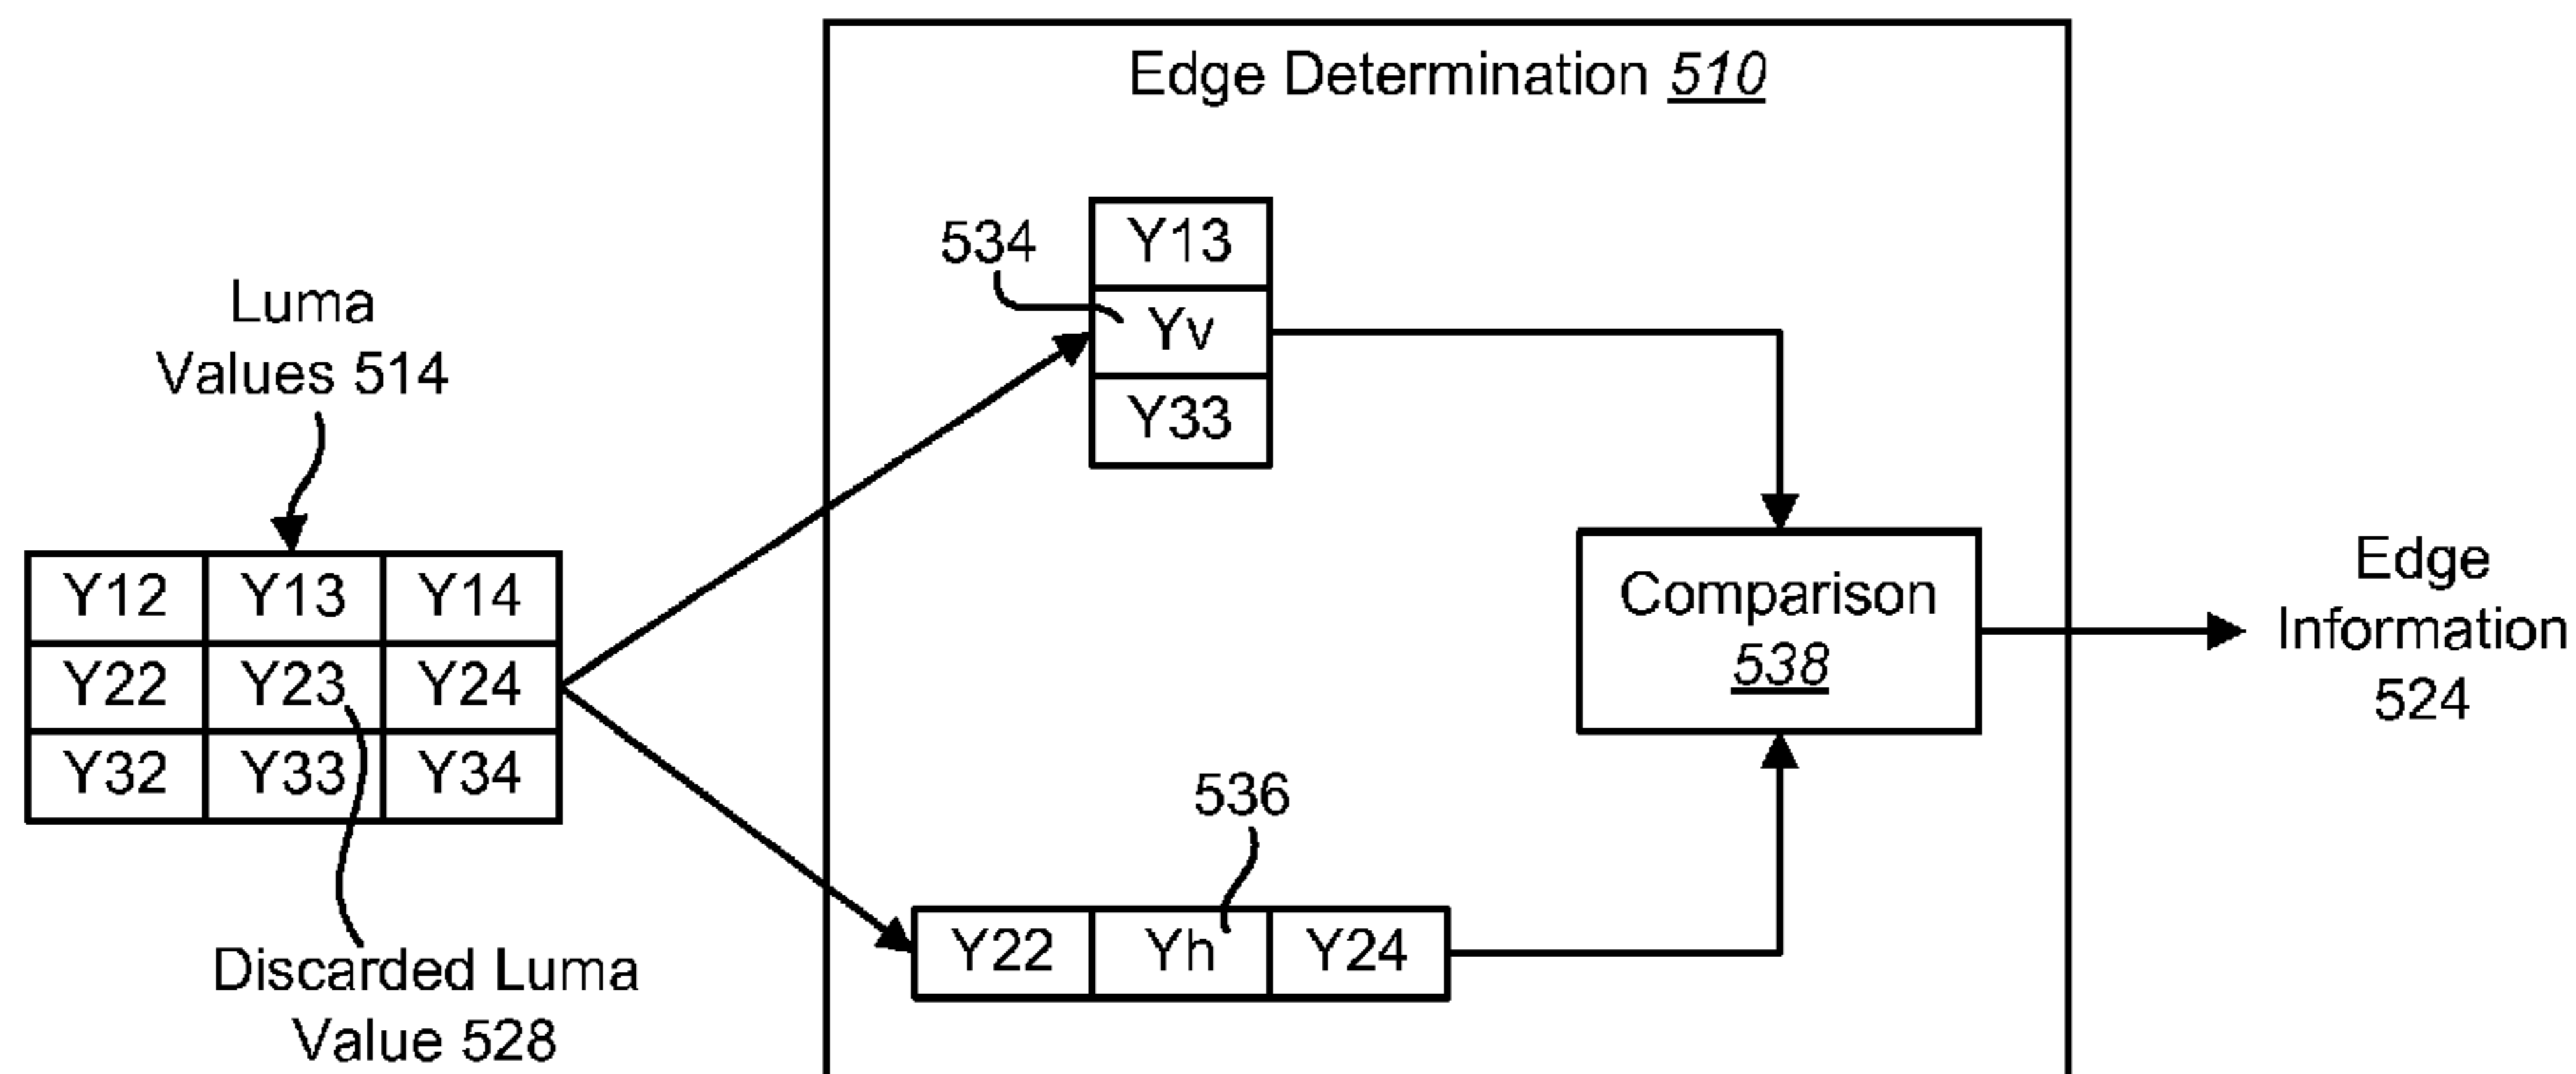 Edge Determination 510
534
Y13
Yv
Y33
Luma
Values 514
Y12 Y13 Y14
Y22 Y23 Y24
Y32 Y33 Y34
Discarded Luma
Value 528
536
Y22 Yh Y24
Comparison
538
Edge
Information
524